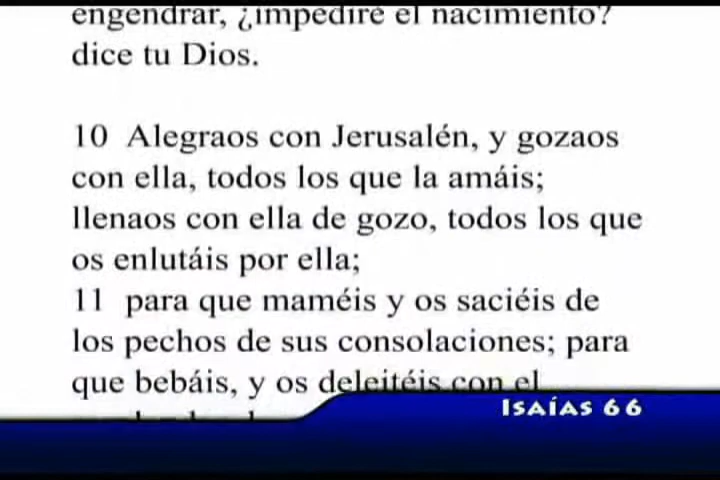 engendrar, ¿impediré el nacimiento?
dice tu Dios.
10 Alegraos con Jerusalén, y gozaos
con ella, todos los que la amáis;
llenaos con ella de gozo, todos los que
os enlutáis por ella;
11 para que maméis y os saciéis de
los pechos de sus consolaciones; para
que bebáis, y os deleitéis con el
ISAÍAS 66